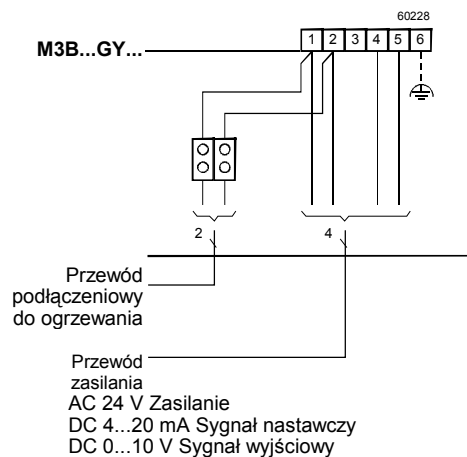 60228
M3B...GY...
1 2 3 4 5 6
2 4
Przewód
podłączeniowy
do ogrzewania
Przewód
zasilania
AC 24 V Zasilanie
DC 4...20 mA Sygnał nastawczy
DC 0...10 V Sygnał wyjściowy